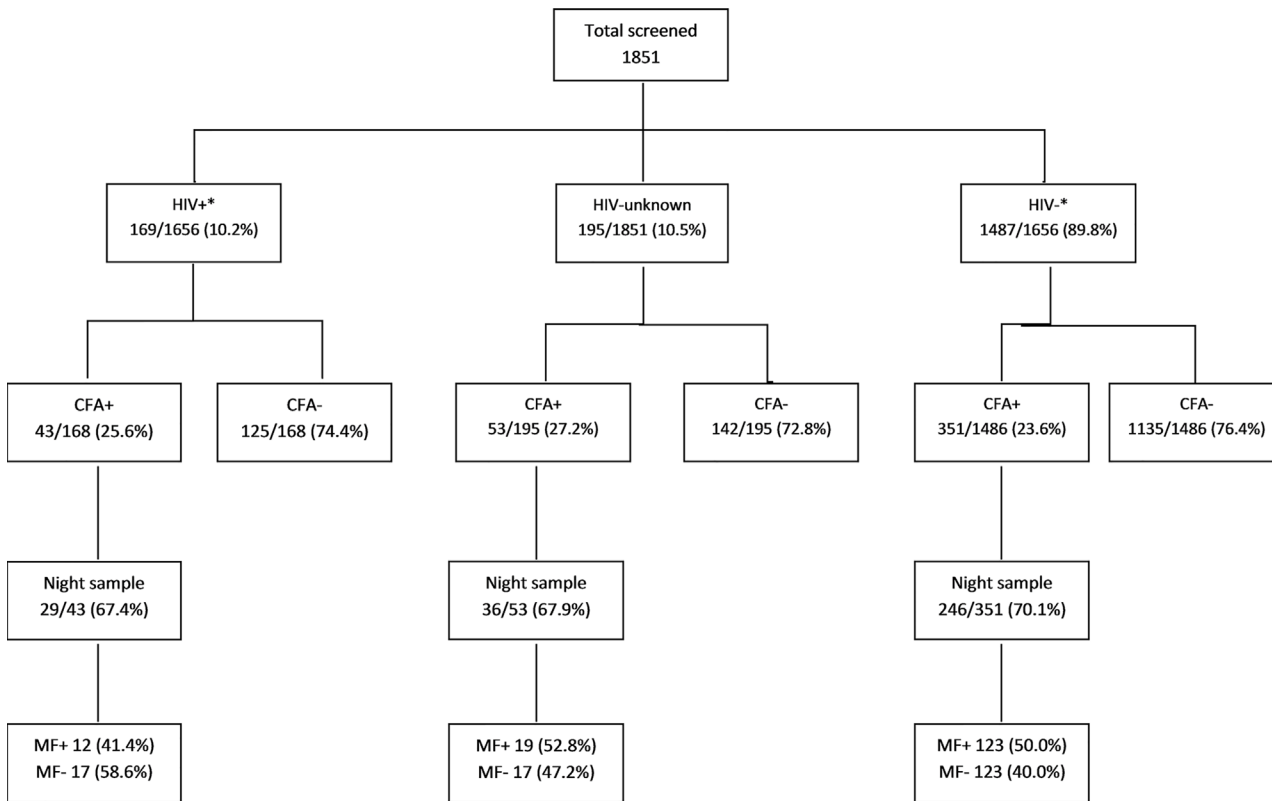 Total screened
1851
HIV+*
169/1656 (10.2%)
HIV-unknown
195/1851 (10.5%)
HIV-*
1487/1656 (89.8%)
CFA+
43/168 (25.6%)
CFA-
125/168 (74.4%)
CFA+
53/195 (27.2%)
CFA-
142/195 (72.8%)
CFA+
351/1486 (23.6%)
CFA-
1135/1486 (76.4%)
Night sample
29/43 (67.4%)
Night sample
36/53 (67.9%)
Night sample
246/351 (70.1%)
MF+ 12 (41.4%)
MF- 17 (58.6%)
MF+ 19 (52.8%)
MF- 17 (47.2%)
MF+ 123 (50.0%)
MF- 123 (40.0%)